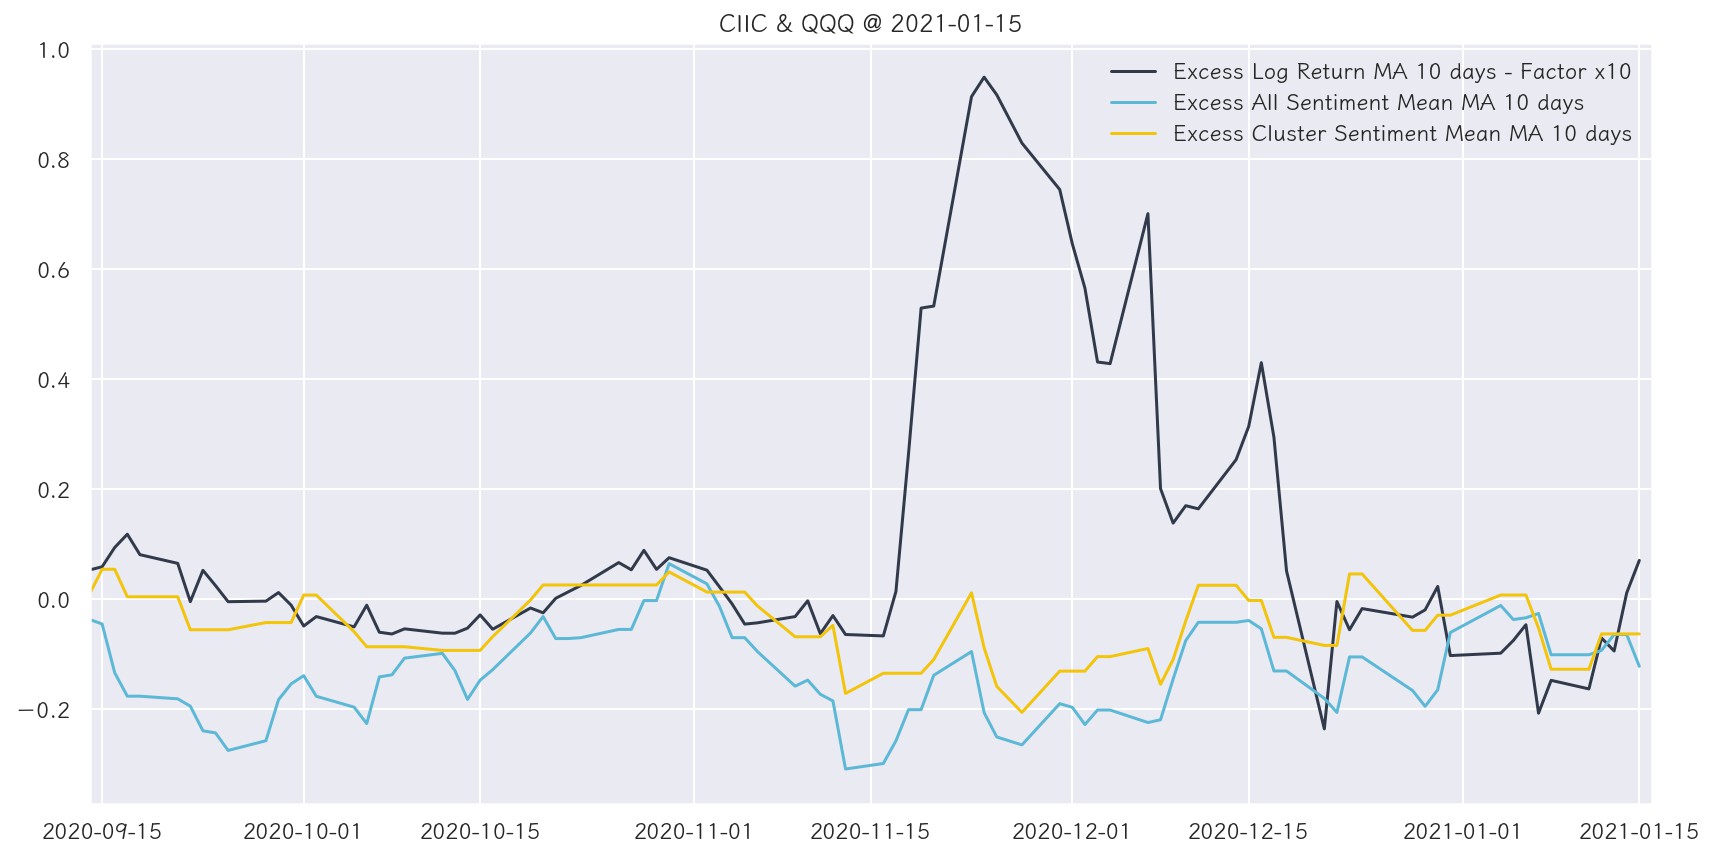 CIIC & QQQ @ 2021-01-15
1.0
0.8
0.6
0.4
0.2
0.0
−0.2
Excess Log Return MA 10 days - Factor x10
Excess All Sentiment Mean MA 10 days
Excess Cluster Sentiment Mean MA 10 days
2020-09-15 2020-10-01 2020-10-15 2020-11-01 2020-11-15 2020-12-01 2020-12-15 2021-01-01 2021-01-15